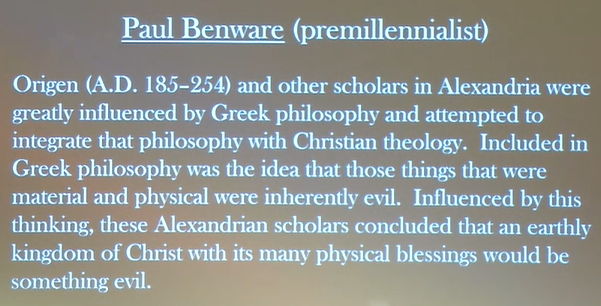 Paul Benware (premillennialist)
Origen (A.D. 185–254) and other scholars in Alexandria were
greatly influenced by Greek philosophy and attempted to
integrate that philosophy with Christian theology.  Included in
Greek philosophy was the idea that those things that were
material and physical were inherently evil.  Influenced by this
thinking, these Alexandrian scholars concluded that an earthly
kingdom of Christ with its many physical blessings would be
something evil.